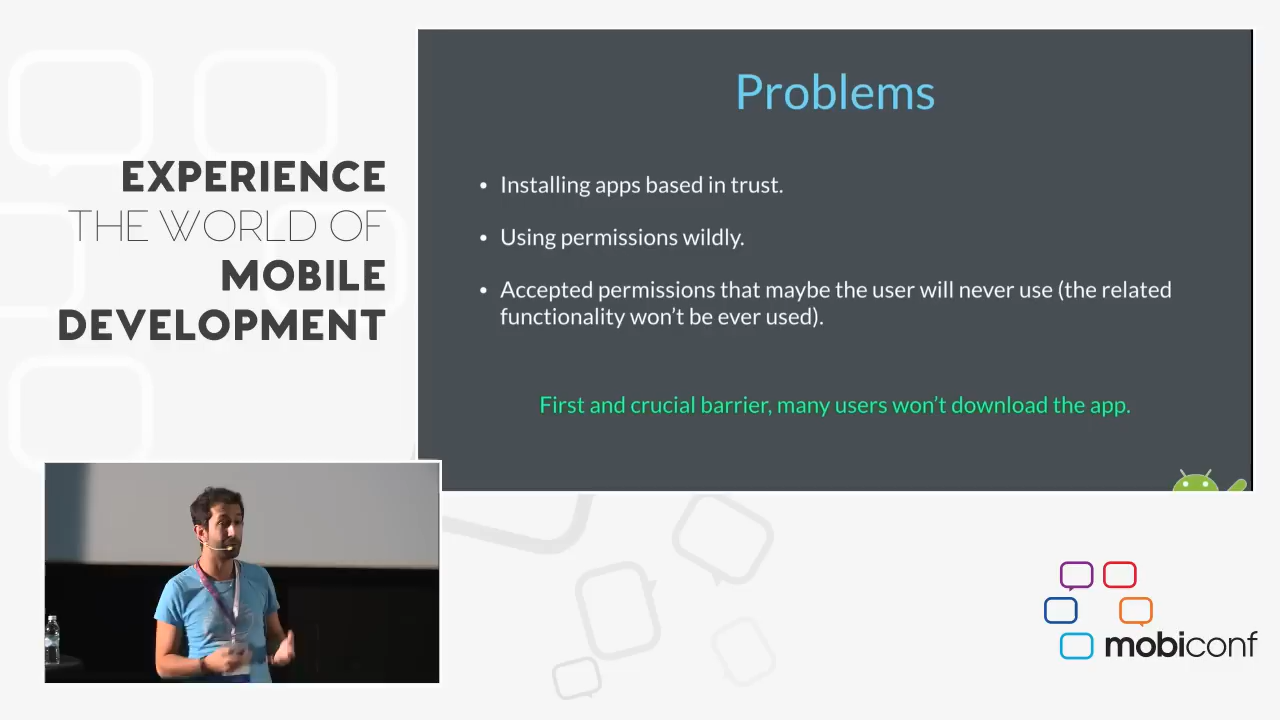 EXPERIENCE
THE WORLD OF
MOBILE
DEVELOPMENT
Problems
• Installing apps based in trust.
• Using permissions wildly.
• Accepted permissions that maybe the user will never use (the related
functionality won't be ever used).
First and crucial barrier, many users won't download the app.
mobiconf